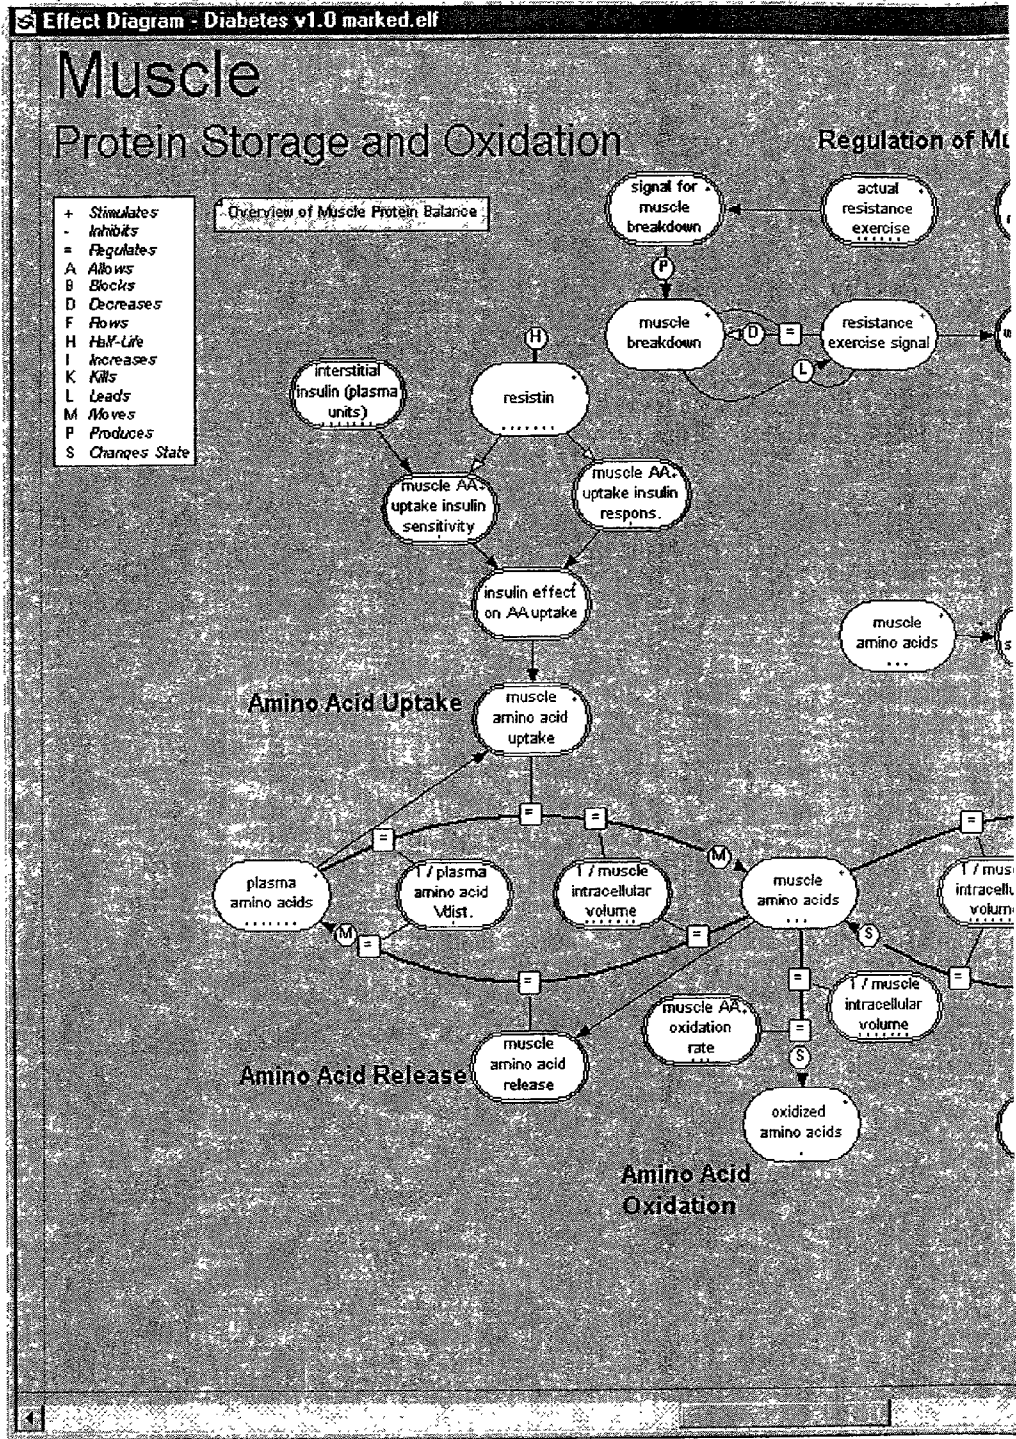 Effect Diagram - Diabetes v1.0 marked.elf
Muscle
Protein Storage and Oxidation
Regulation of Mu
+ Stimulates
- Inhibits
= Regulates
A Allows
B Blocks
D Decreases
F Flows
H Half-Life
I Increases
K Kills
L Leads
M Moves
P Produces
S Changes State
Overview of Muscle Protein Balance
signal for
muscle
breakdown
actual
resistance
exercise
P
muscle
breakdown
D
=
resistance
exercise signal
L
H
interstitial
insulin (plasma
units)
resistin
muscle AA
uptake insulin
sensitivity
muscle AA
uptake insulin
respons.
insulin effect
on AA uptake
muscle
amino acids
Amino Acid Uptake
muscle
amino acid
uptake
=
=
=
=
M
plasma
amino acids
1 / plasma
amino acid
Vdist.
1 / muscle
intracellular
volume
muscle
amino acids
1 / musc
intracellul
volum
M
=
=
S
=
=
=
1 / muscle
intracellular
volume
muscle AA
oxidation
rate
=
S
muscle
amino acid
release
Amino Acid Release
oxidized
amino acids
Amino Acid
Oxidation